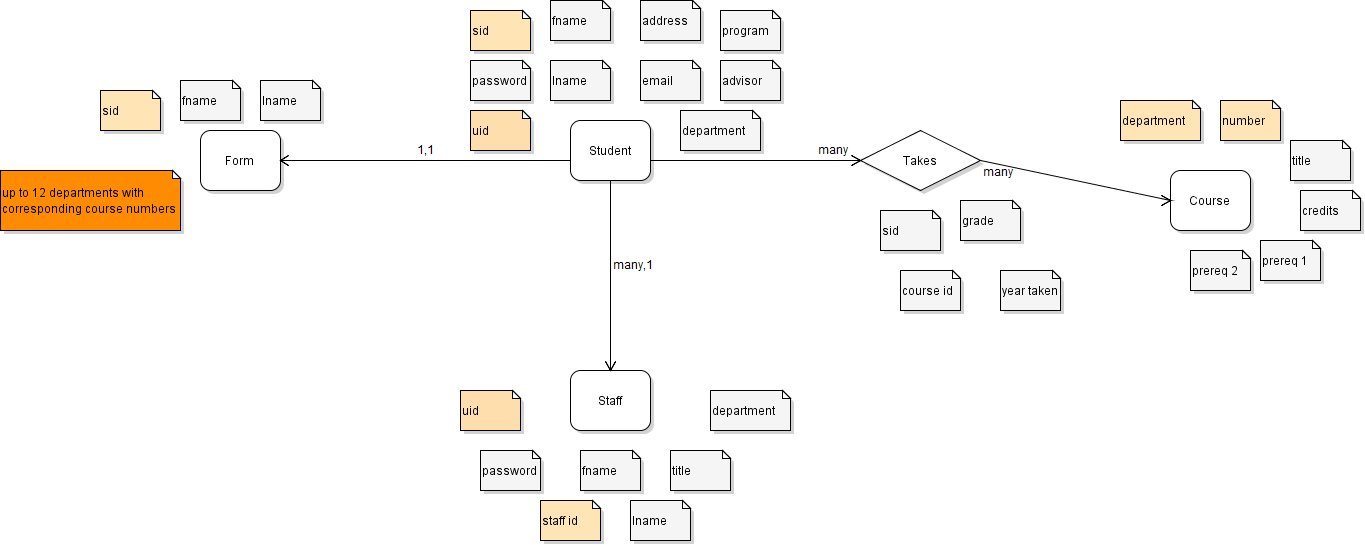 sid
fname
address
program
password
lname
email
advisor
uid
department
Student
sid
fname
lname
Form
1,1
up to 12 departments with
corresponding course numbers
many
Takes
many
sid
grade
course id
year taken
department
number
title
Course
credits
prereq 2
prereq 1
many,1
Staff
uid
department
password
fname
title
staff id
lname